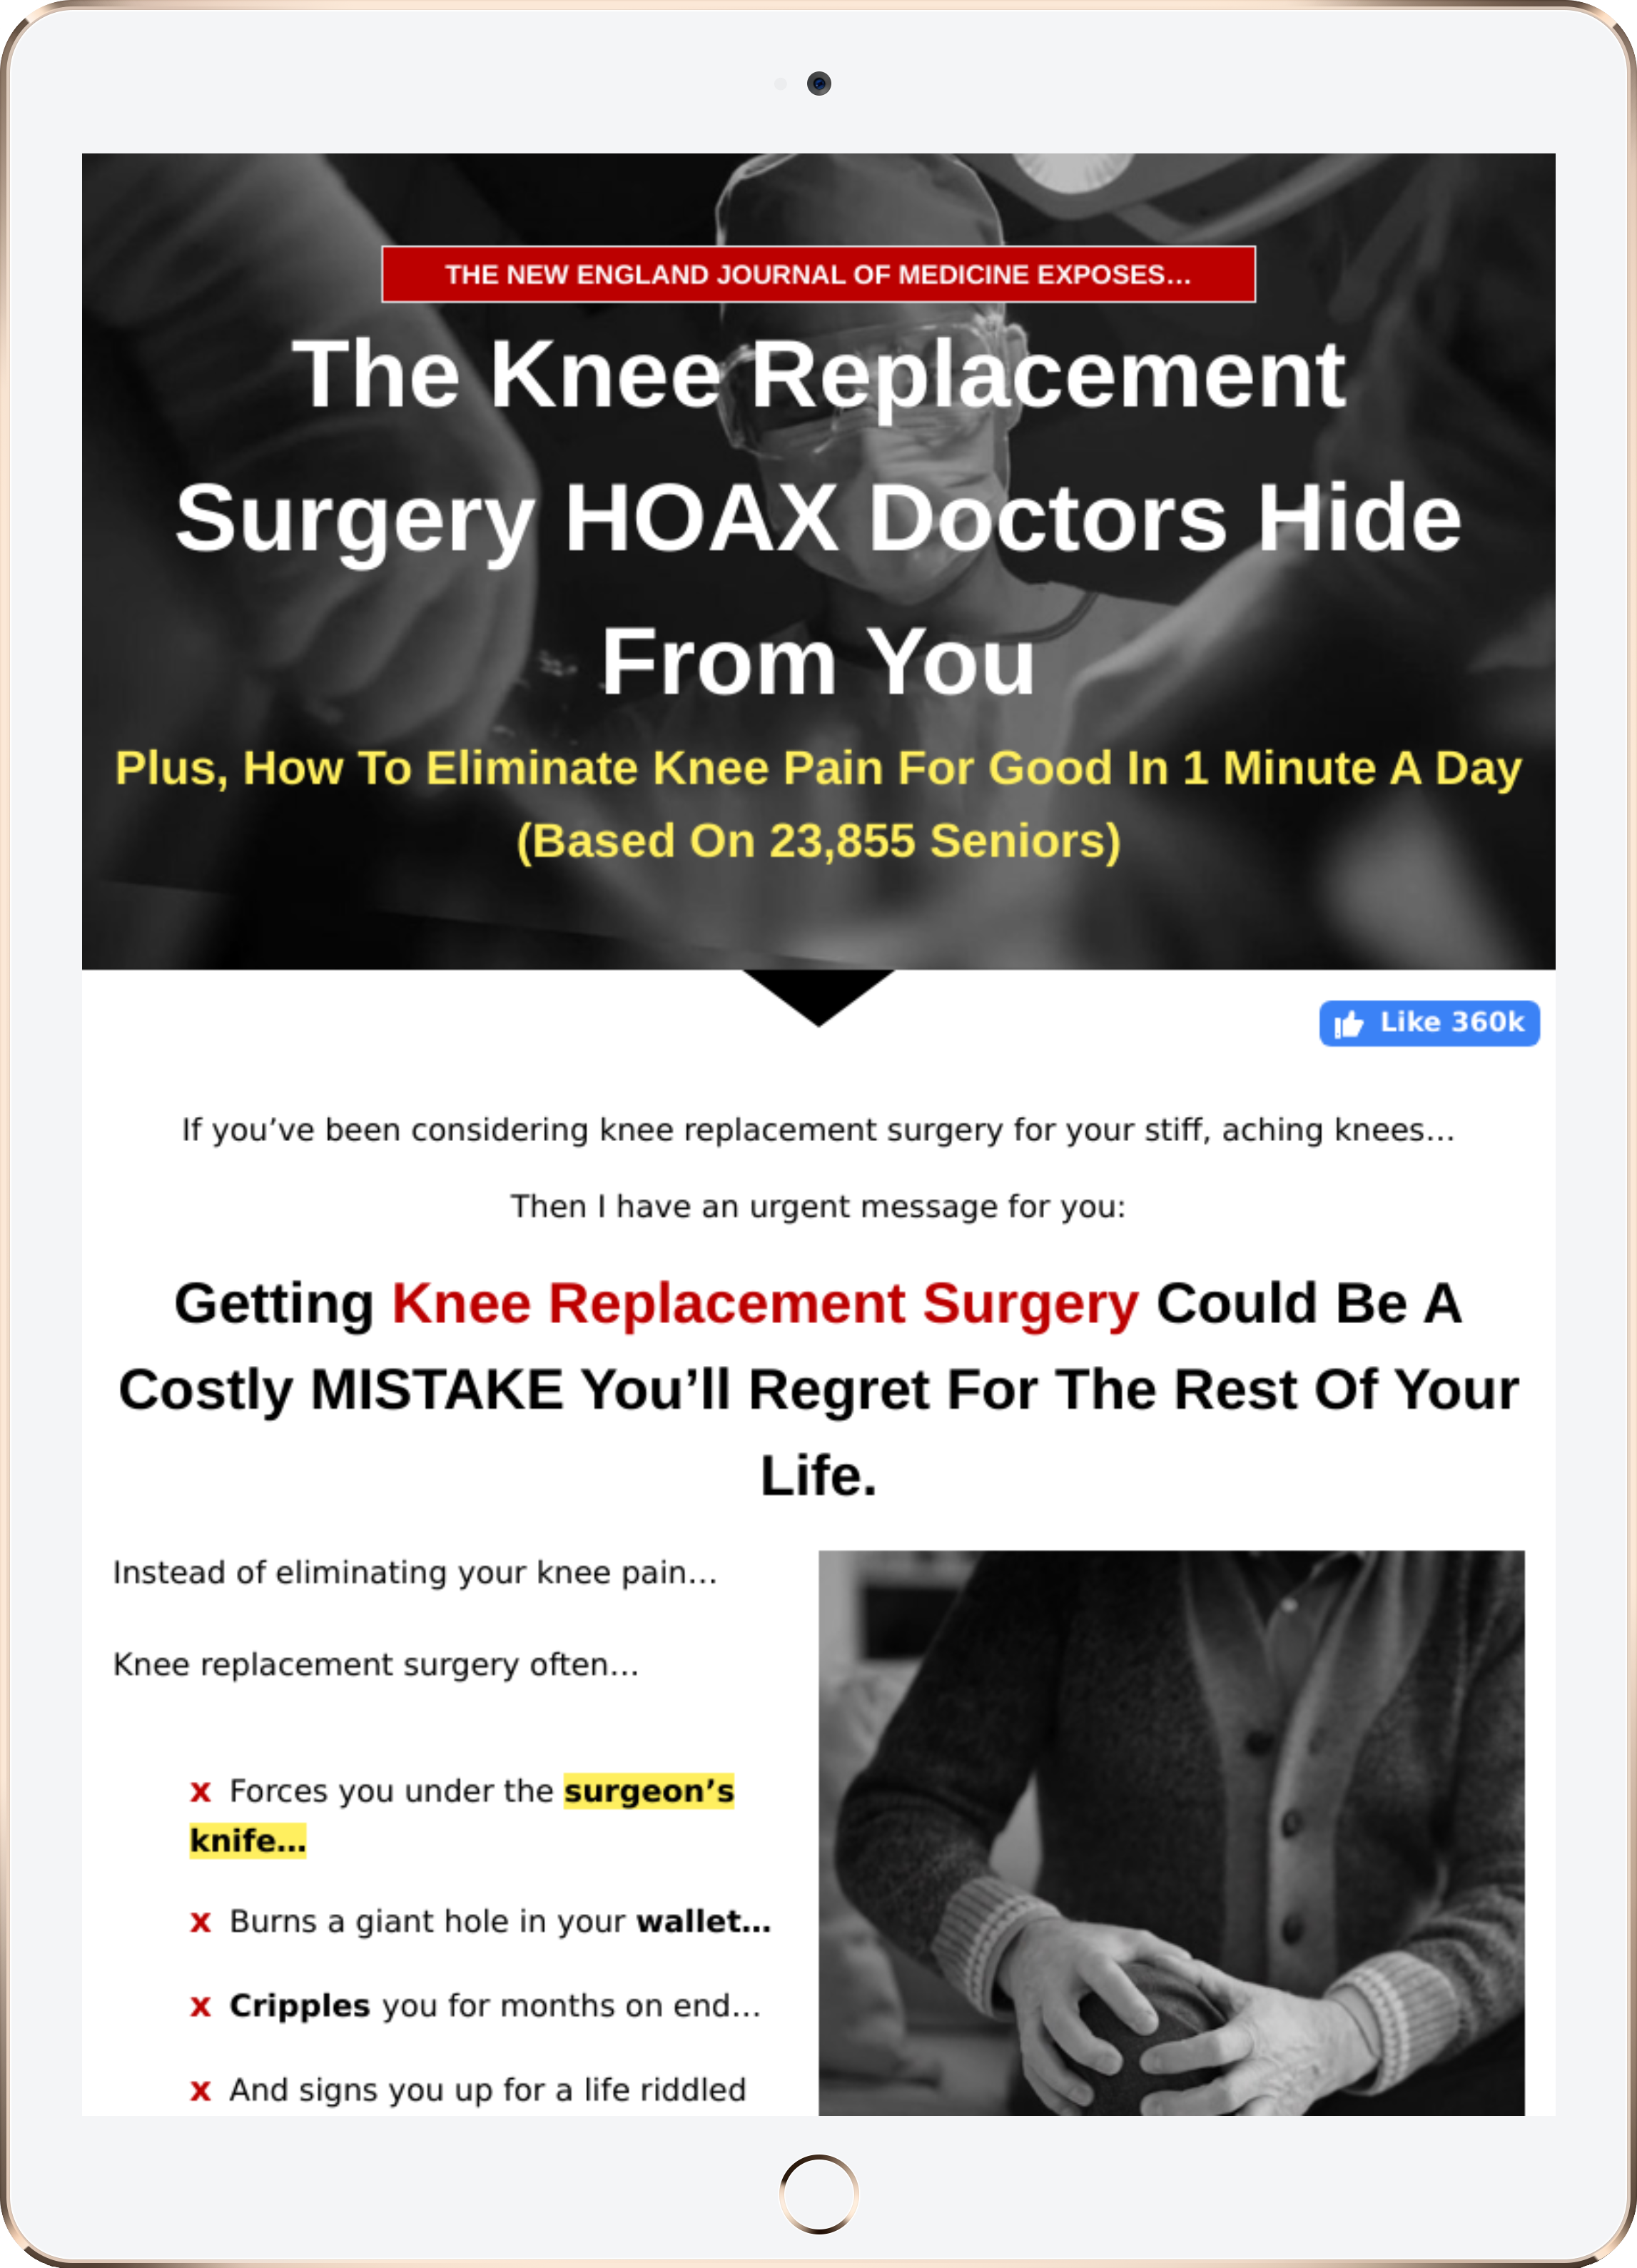 THE NEW ENGLAND JOURNAL OF MEDICINE EXPOSES...
The Knee Replacement
Surgery HOAX Doctors Hide
From You
Plus, How To Eliminate Knee Pain For Good In 1 Minute A Day
(Based On 23,855 Seniors)
Like 360k
If you’ve been considering knee replacement surgery for your stiff, aching knees...
Then I have an urgent message for you:
Getting Knee Replacement Surgery Could Be A
Costly MISTAKE You’ll Regret For The Rest Of Your
Life.
Instead of eliminating your knee pain...
Knee replacement surgery often...
x Forces you under the surgeon’s
knife...
x Burns a giant hole in your wallet...
x Cripples you for months on end...
x And signs you up for a life riddled